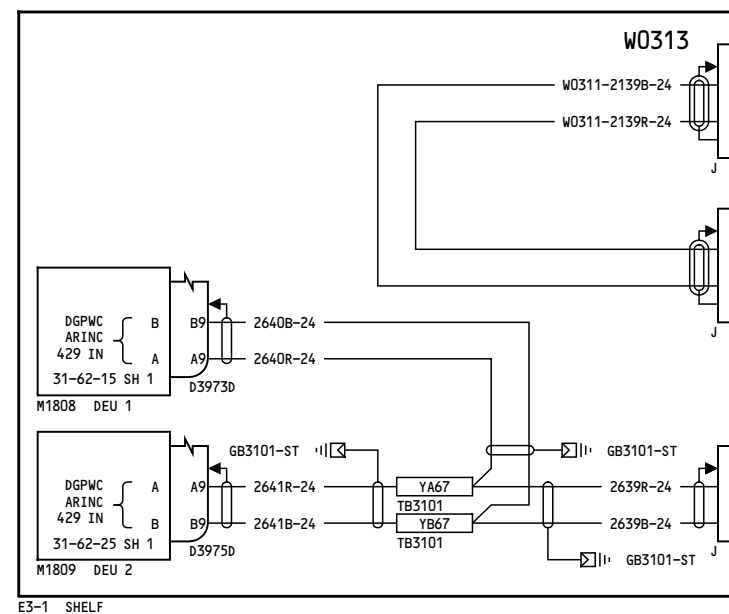 W0313
W0311-2139B-24
W0311-2139R-24
J
J
DGPWC
ARINC
429 IN
B B9 2640B-24
A A9 2640R-24
31-62-15 SH 1
D3973D
M1808 DEU 1
GB3101-ST
GB3101-ST
DGPWC
ARINC
429 IN
A A9 2641R-24 YA67 2639R-24
TB3101
B B9 2641B-24 YB67 2639B-24
TB3101
31-62-25 SH 1
D3975D
J
GB3101-ST
M1809 DEU 2
E3-1 SHELF